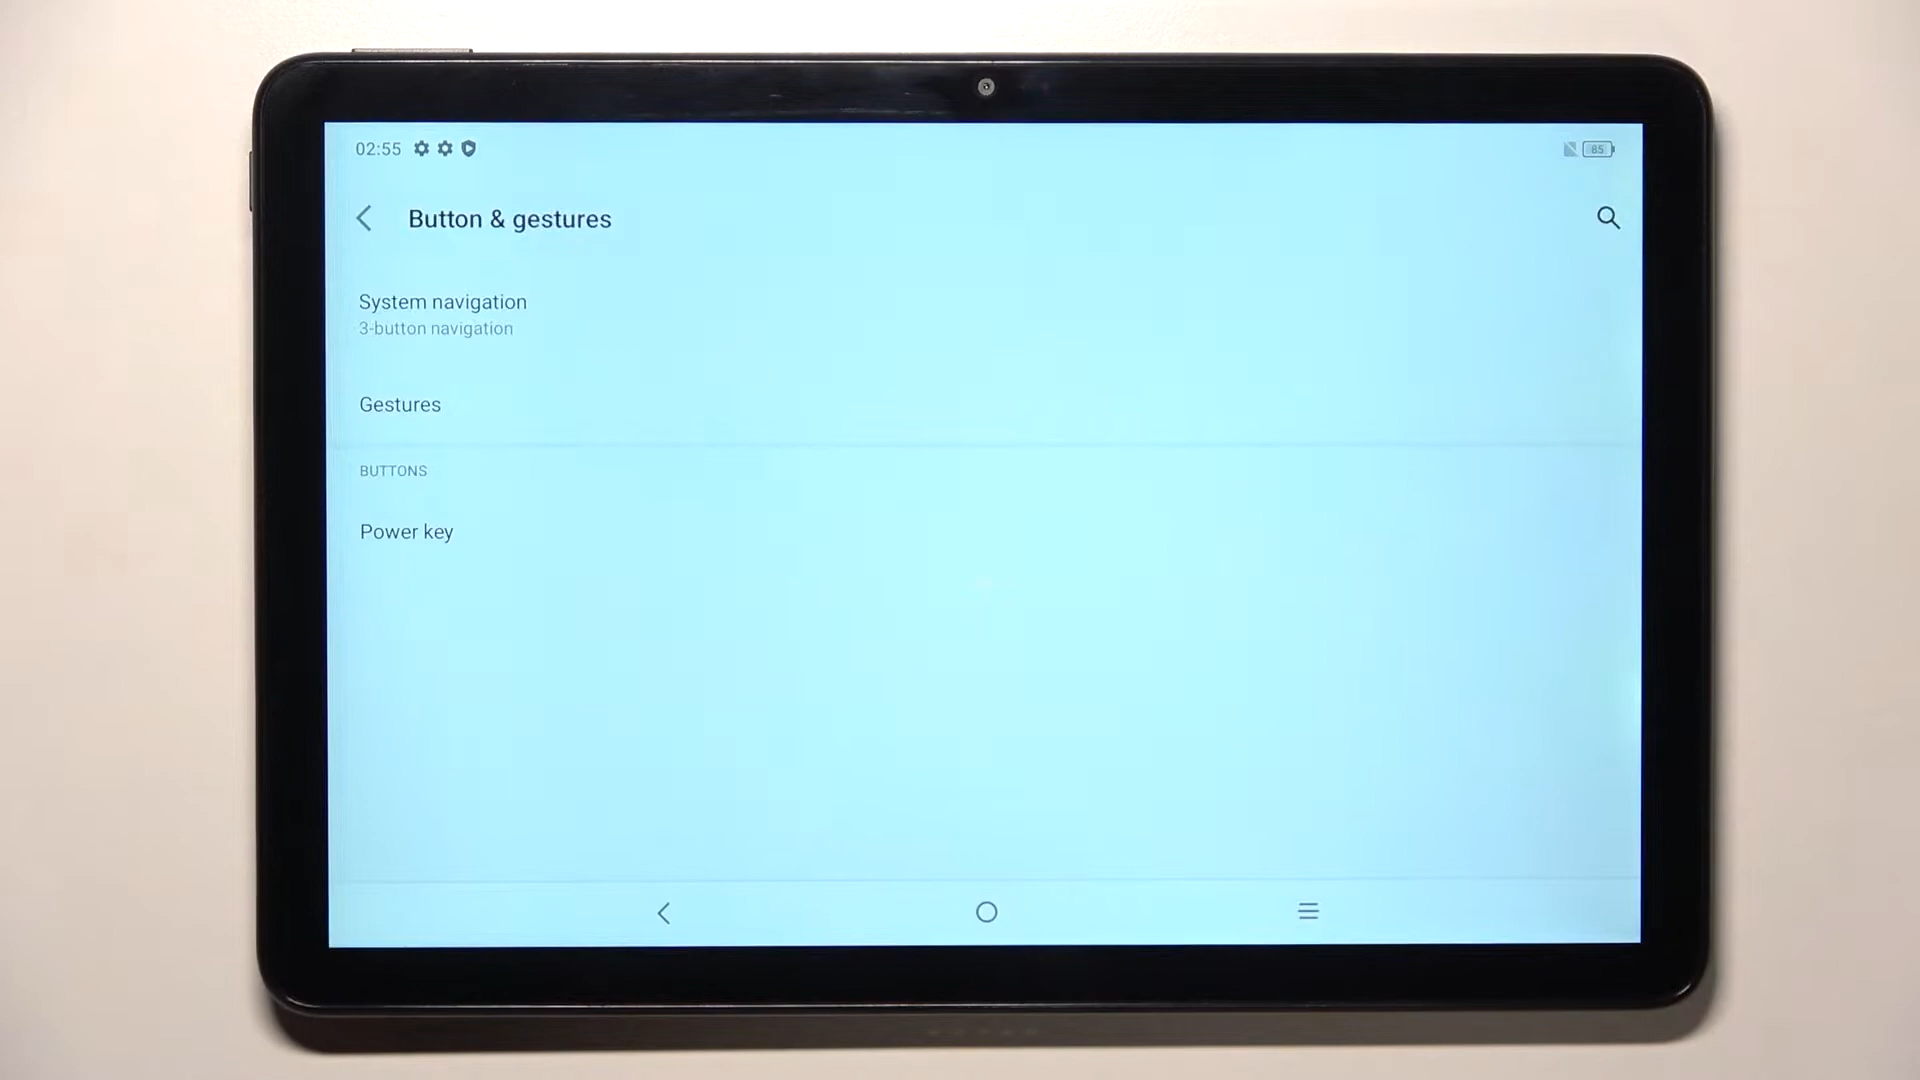 02:55
85
Button & gestures
System navigation
3-button navigation
Gestures
BUTTONS
Power key